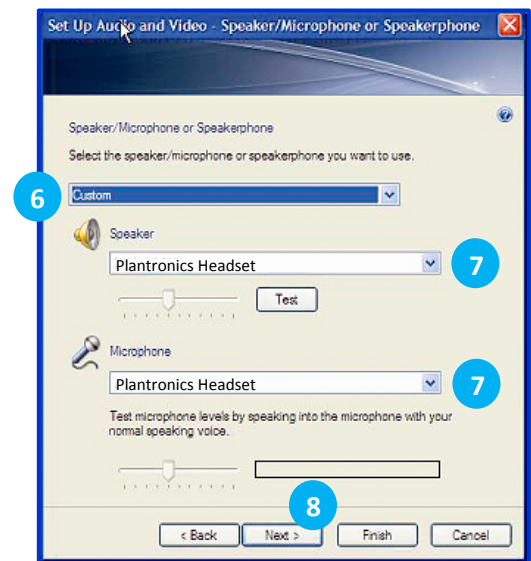 Set Up Audio and Video - Speaker/Microphone or Speakerphone
Speaker/Microphone or Speakerphone
Select the speaker/microphone or speakerphone you want to use.
6
Custom
Speaker
Plantronics Headset
7
Test
Microphone
Plantronics Headset
7
Test microphone levels by speaking into the microphone with your
normal speaking voice.
8
< Back
Next >
Finish
Cancel